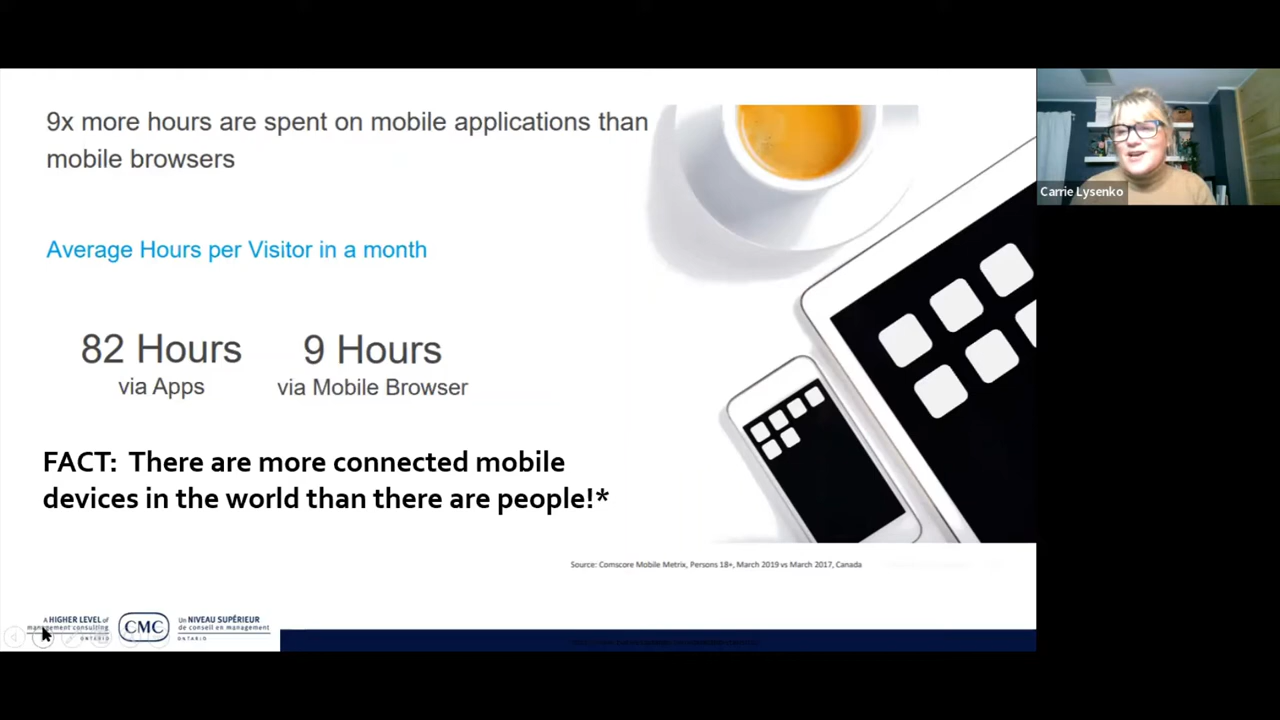 9x more hours are spent on mobile applications than
mobile browsers
Carrie Lysenko
Average Hours per Visitor in a month
82 Hours
via Apps
9 Hours
via Mobile Browser
FACT: There are more connected mobile
devices in the world than there are people!*
Source: Comscore Mobile Metrix, Persons 18+, March 2019 vs March 2017, Canada
A HIGHER LEVEL of
management consulting
ONTARIO
CMC
Un NIVEAU SUPÉRIEUR
de conseil en management
ONTARIO